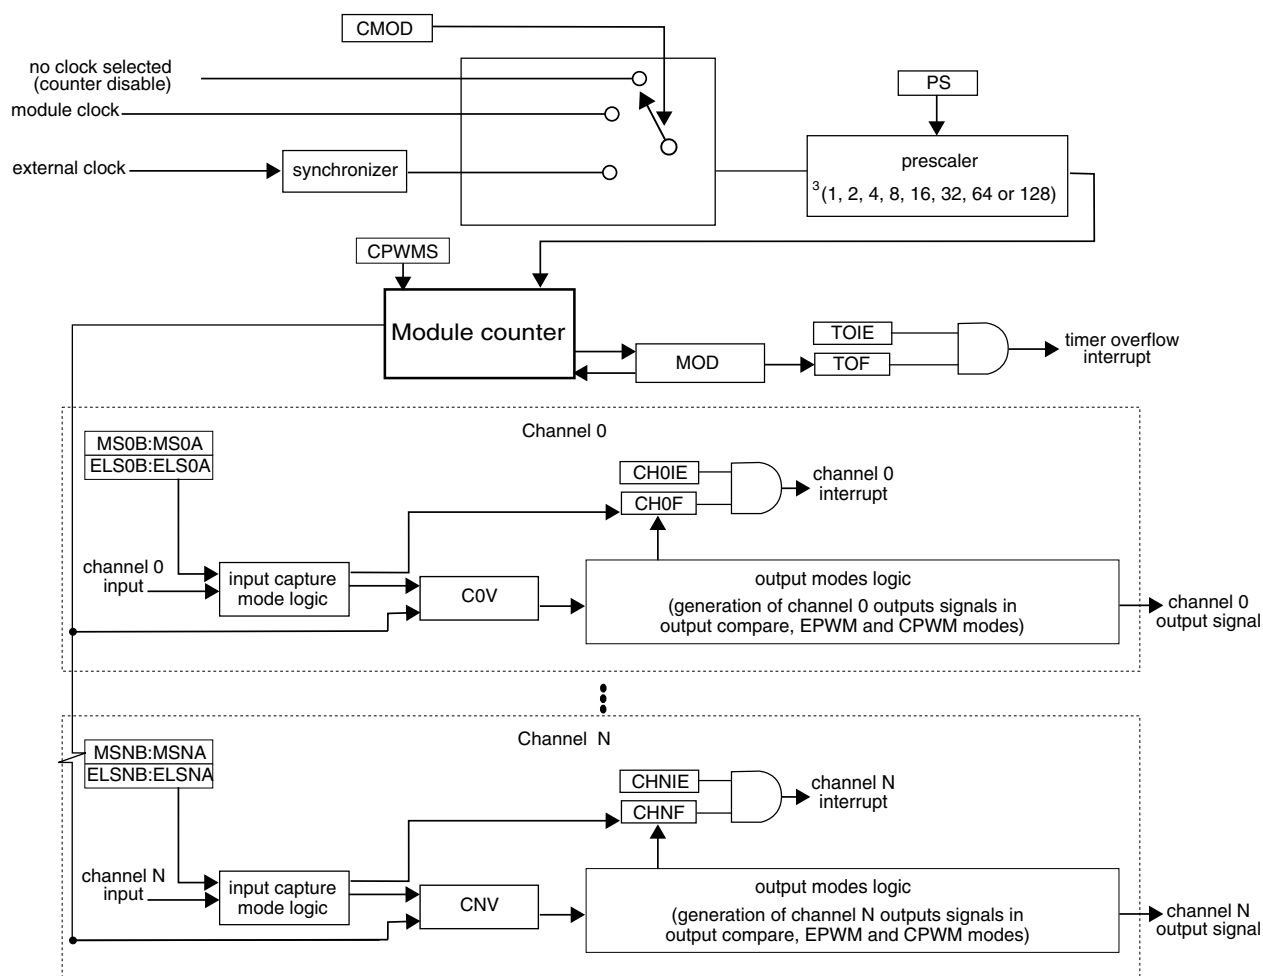 CMOD
no clock selected
(counter disable)
module clock
PS
external clock
synchronizer
prescaler
3 (1, 2, 4, 8, 16, 32, 64 or 128)
CPWMS
Module counter
MOD
TOIE
TOF
timer overflow
interrupt
Channel 0
MS0B:MS0A
ELS0B:ELS0A
CH0IE
CH0F
channel 0
interrupt
channel 0
input
input capture
mode logic
C0V
output modes logic
(generation of channel 0 outputs signals in
output compare, EPWM and CPWM modes)
channel 0
output signal
Channel N
MSNB:MSNA
ELSNB:ELSNA
CHNIE
CHNF
channel N
interrupt
channel N
input
input capture
mode logic
CNV
output modes logic
(generation of channel N outputs signals in
output compare, EPWM and CPWM modes)
channel N
output signal